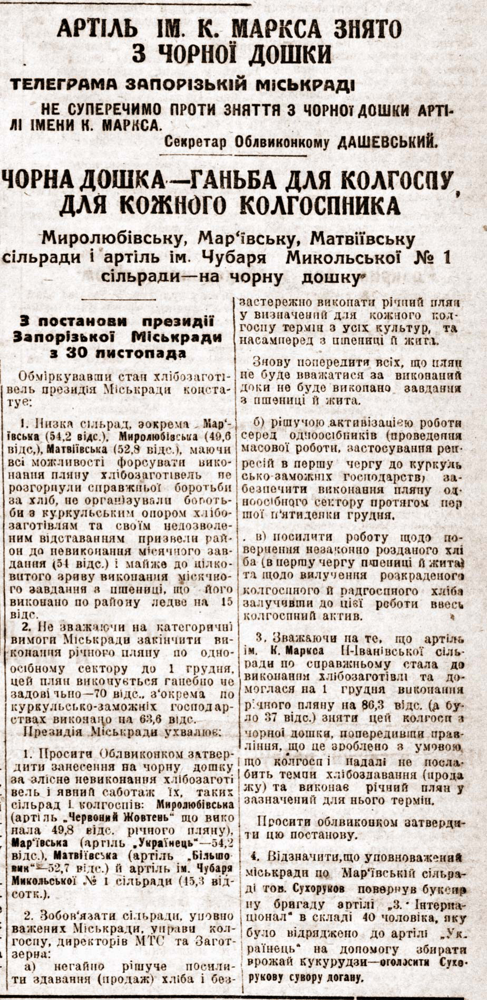 АРТІЛЬ ІМ. К. МАРКСА ЗНЯТО
З ЧОРНОЇ ДОШКИ
ТЕЛЕГРАМА ЗАПОРІЗЬКІЙ МІСЬКРАДІ
НЕ СУПЕРЕЧИМО ПРОТИ ЗНЯТТЯ З ЧОРНОЇ ДОШКИ АРТІ-
ЛІ ІМЕНИ К. МАРКСА.
Секретар Облвиконкому ДАШЕВСЬКИЙ.
ЧОРНА ДОШКА—ГАНЬБА ДЛЯ КОЛГОСПУ,
ДЛЯ КОЖНОГО КОЛГОСПНИКА
Миролюбівську, Мар‘ївську, Матвіївську
сільради і артіль ім. Чубаря Микольської № 1
сільради—на чорну дошку
З постанови президії
Запорізької Міськради
з 30 листопада
Обміркувавши стан хлібозаготі-
вель президія Міськради конста-
тує:
1. Низка сільрад, зокрема Мар‘-
ївська (54,2 відс.), Миролюбівська (49,6
відс,), Матвіївська (52,8 відс.), маючи
всі можливості форсувати вико-
нання пляну хлібозаготівель не
розгорнули справжньої боротьби
за хліб, не організували бороть-
би з куркульським опором хлібо-
заготівлям та своїм недозволе-
ним відставанням призвели рай-
он до невиконання місячного зав-
дання (54 відс.) і майже до цілко-
витого зриву виконання місячно-
го завдання з пшениці, що його
виконано по району ледве на 15
відс.
2. Не зважаючи на категоричні
вимоги Міськради закінчити ви-
конання річного пляну по одно-
осібному сектору до 1 грудня,
цей плян виконується ганебно не
задовільно—70 відс., з‘окрема по
куркульсько-заможніх господар-
ствах виконано на 63,6 відс.
Президія Міськради ухвалює:
1. Просити Облвиконком затвер-
дити занесення на чорну дошку
за злісне невиконання хлібозаготі
вель і явний саботаж їх, таких
сільрад і колгоспів: Миролюбівська
(артіль „Червоний Жовтень“ що вико
нала 49,8 відс. річного пляну),
Мар‘ївська (артіль „Українець“—54,2
відс.), Матвіївська (артіль „Більшо
вик“—52,7 відс.) й артіль ім. Чубаря
Микольської № 1 сільради (45,3 від-
сотк.).
2. Зобов‘язати сільради, уповно
важених Міськради, управи кол-
госпу, директорів МТС та Загот-
зерна:
а) негайно рішуче посили-
ти здавання (продаж) хліба і без-
застережно виконати річний плян
у визначений для кожного кол-
госпу термін з усіх культур, та
насамперед з пшениці й жита.
Знову попередити всіх, що плян
не буде вважатися за виконаний
доки не буде виконано завдання
з пшениці й жита.
б) рішучою активізацією роботи
серед одноосібників (проведення
масової роботи, застосування реп-
ресій в першу чергу до куркуль
сько-заможніх господарств) за-
безпечити виконання пляну од-
ноосібного сектору протягом пер
шої п‘ятиденки грудня.
в) посилити роботу щодо по-
вернення незаконно розданого хлі
ба (в першу чергу пшениці й жита)
та щодо вилучення розкраденого
колгоспного й радгоспного хліба
залучивши до цієї роботи ввесь
колгоспний актив.
3. Зважаючи на те, що артіль
ім. К. Маркса Н-Іванівської сіль-
ради по справжньому стала до
виконання хлібозаготівлі та до-
моглася на 1 грудня виконання
річного пляну на 86,3 відс. (а бу-
ло 37 відс.) зняти цей колгосп з
чорної дошки, попередивши прав-
ління, що це зроблено з умовою,
що колгосп і надалі не посла-
бить темпи хлібоздавання (прода
жу) та виконає річний плян у
зазначений для нього термін.
Просити облвиконком затверди-
ти цю постанову.
4. Відзначити, що уповноважений
міськради по Мар‘ївській сільра-
ді тов. Сухоруков повернув буксир
ну бригаду артілі „3. Інтерна-
ціонал“ в складі 40 чоловіка, яку
було відряджено до артілі „Ук-
раїнець“ на допомогу збирати
врожай кукурудзи—оголосити Сухо-
рукову сувору догану.